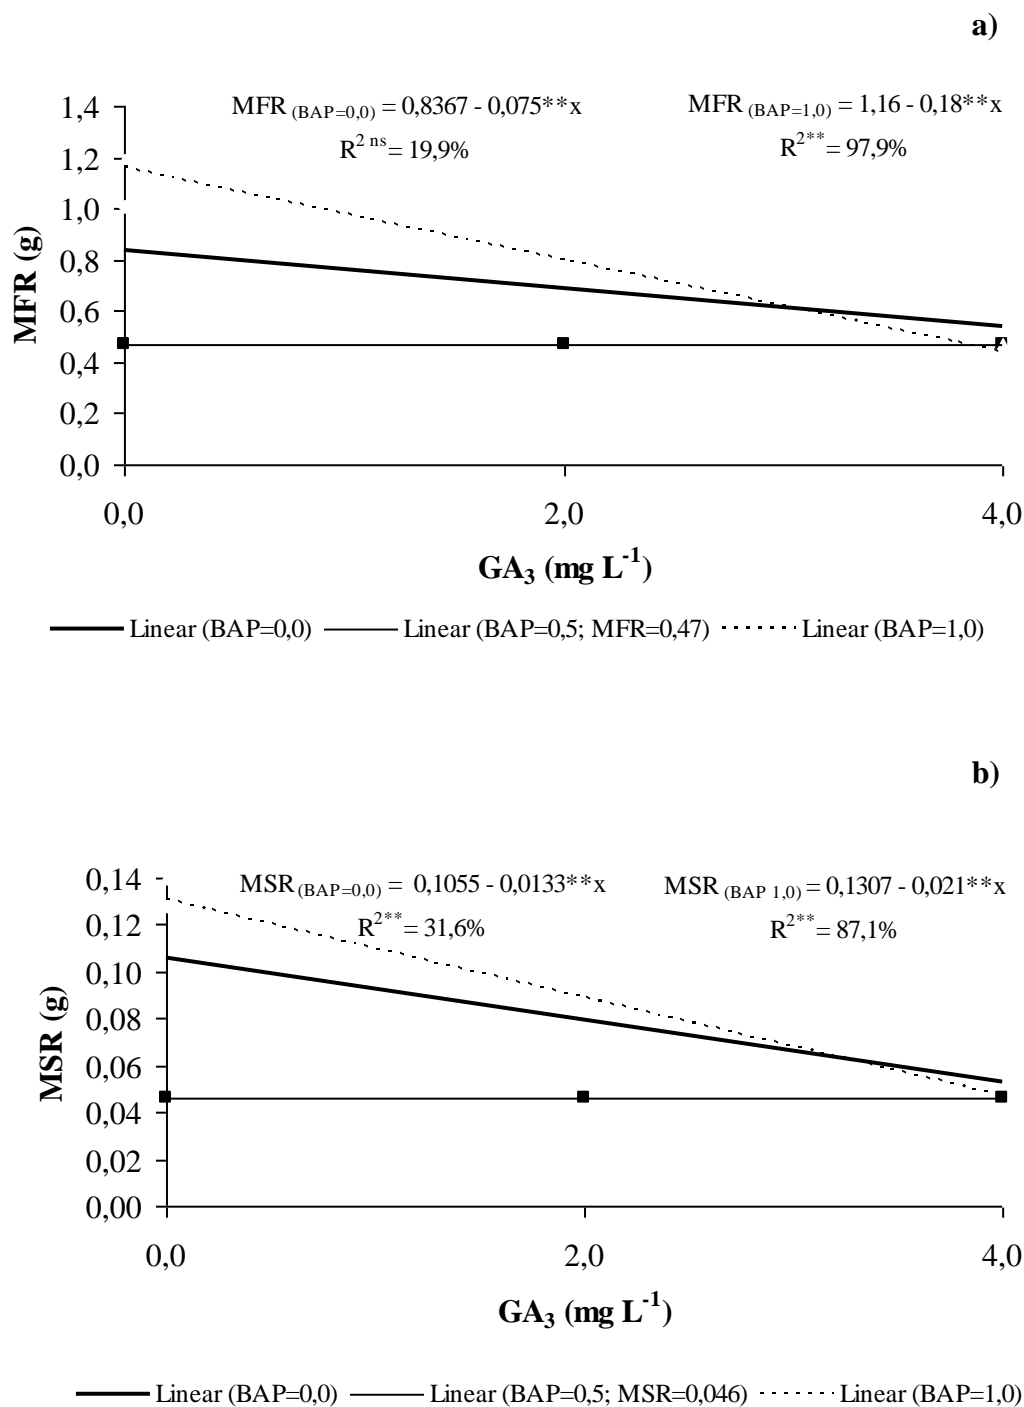 a)
MFR (BAP=0,0) = 0,8367 - 0,075**x
MFR (BAP=1,0) = 1,16 - 0,18**x
R² ns = 19,9%
R²** = 97,9%
1,4
1,2
1,0
0,8
0,6
0,4
0,2
0,0
MFR (g)
0,0 2,0 4,0
GA₃ (mg L⁻¹)
Linear (BAP=0,0) Linear (BAP=0,5; MFR=0,47) Linear (BAP=1,0)
b)
MSR (BAP=0,0) = 0,1055 - 0,0133**x
MSR (BAP 1,0) = 0,1307 - 0,021**x
R²** = 31,6%
R²** = 87,1%
0,14
0,12
0,10
0,08
0,06
0,04
0,02
0,00
MSR (g)
0,0 2,0 4,0
GA₃ (mg L⁻¹)
Linear (BAP=0,0) Linear (BAP=0,5; MSR=0,046) Linear (BAP=1,0)